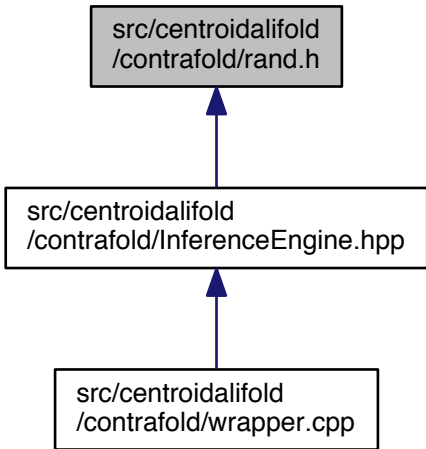 src/centroidalifold
/contrafold/rand.h
src/centroidalifold
/contrafold/InferenceEngine.hpp
src/centroidalifold
/contrafold/wrapper.cpp